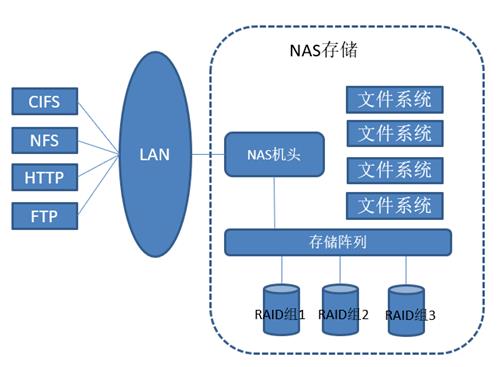 NAS存储
CIFS
NFS
HTTP
FTP
LAN
NAS机头
文件系统
文件系统
文件系统
文件系统
存储阵列
RAID组1
RAID组2
RAID组3